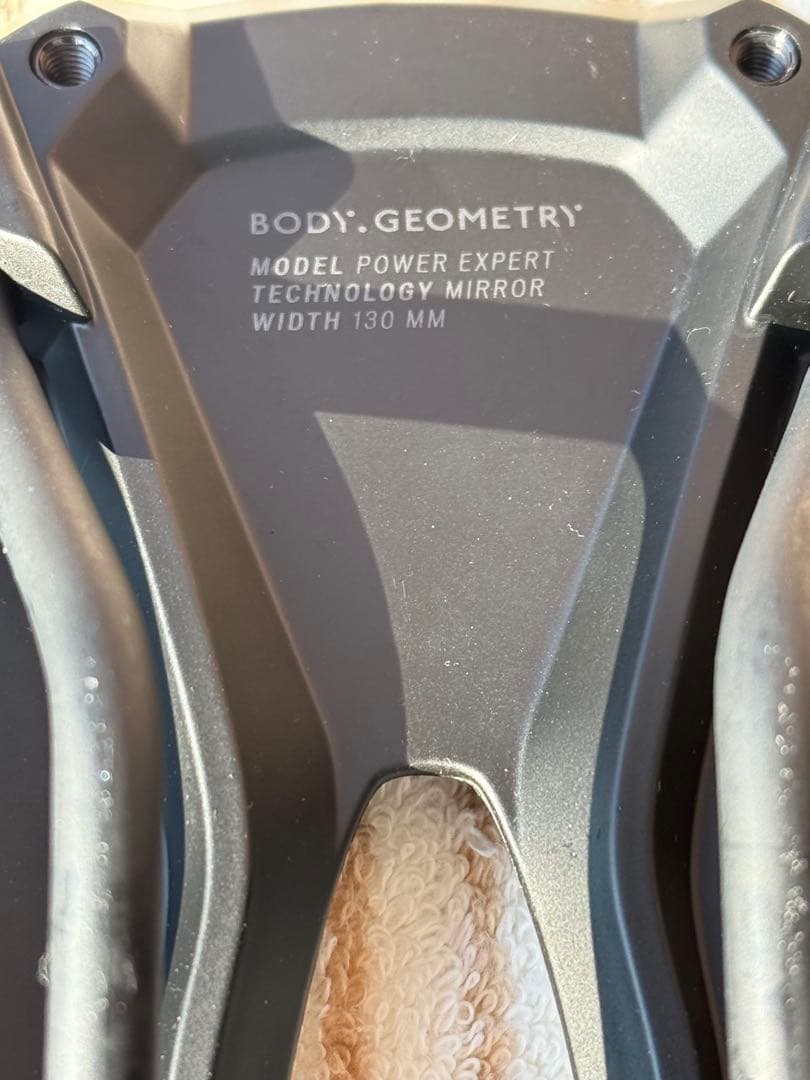 BODY.GEOMETRY
MODEL POWER EXPERT
TECHNOLOGY MIRROR
WIDTH 130 MM